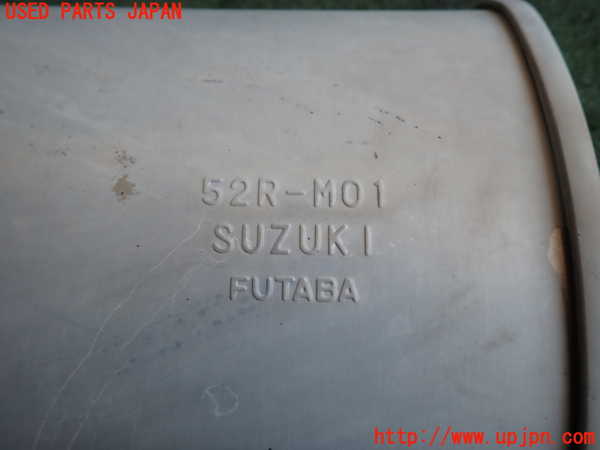 USED PARTS JAPAN
52R-M01
SUZUKI
FUTABA
http://www.upjpn.com/